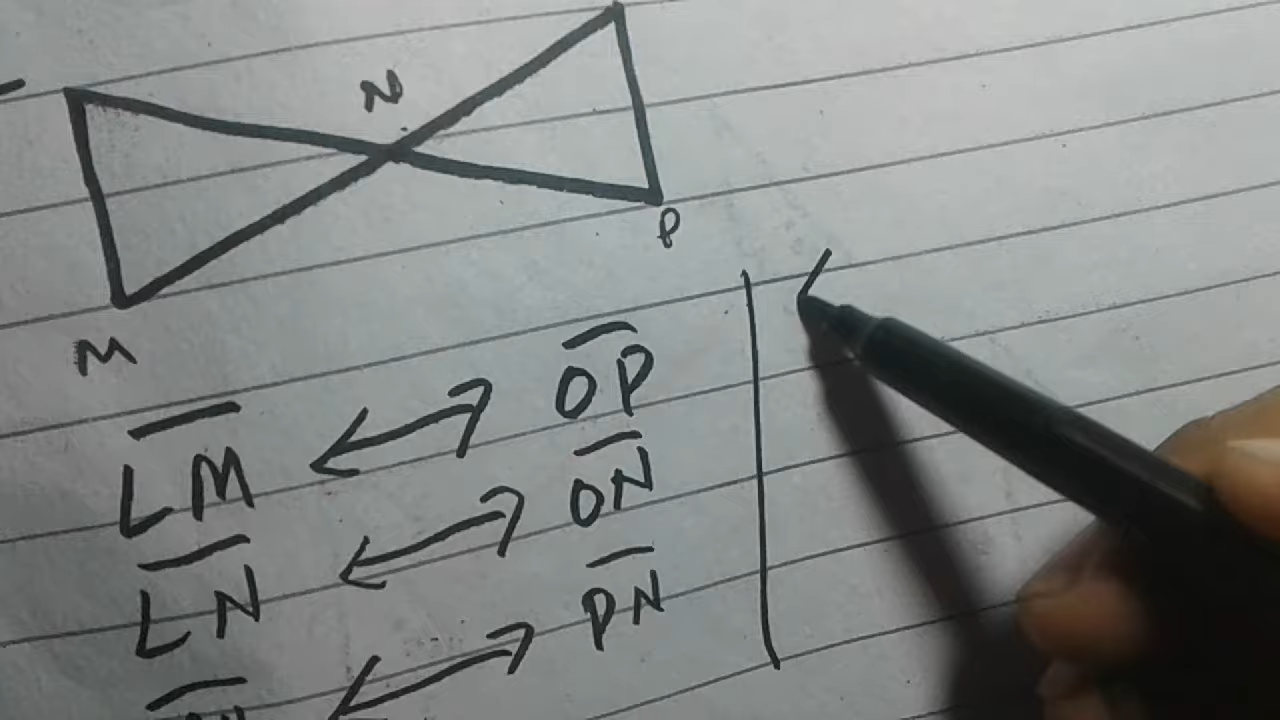 N
P
M
LM ↔ OP
LN ↔ ON
↔ PN